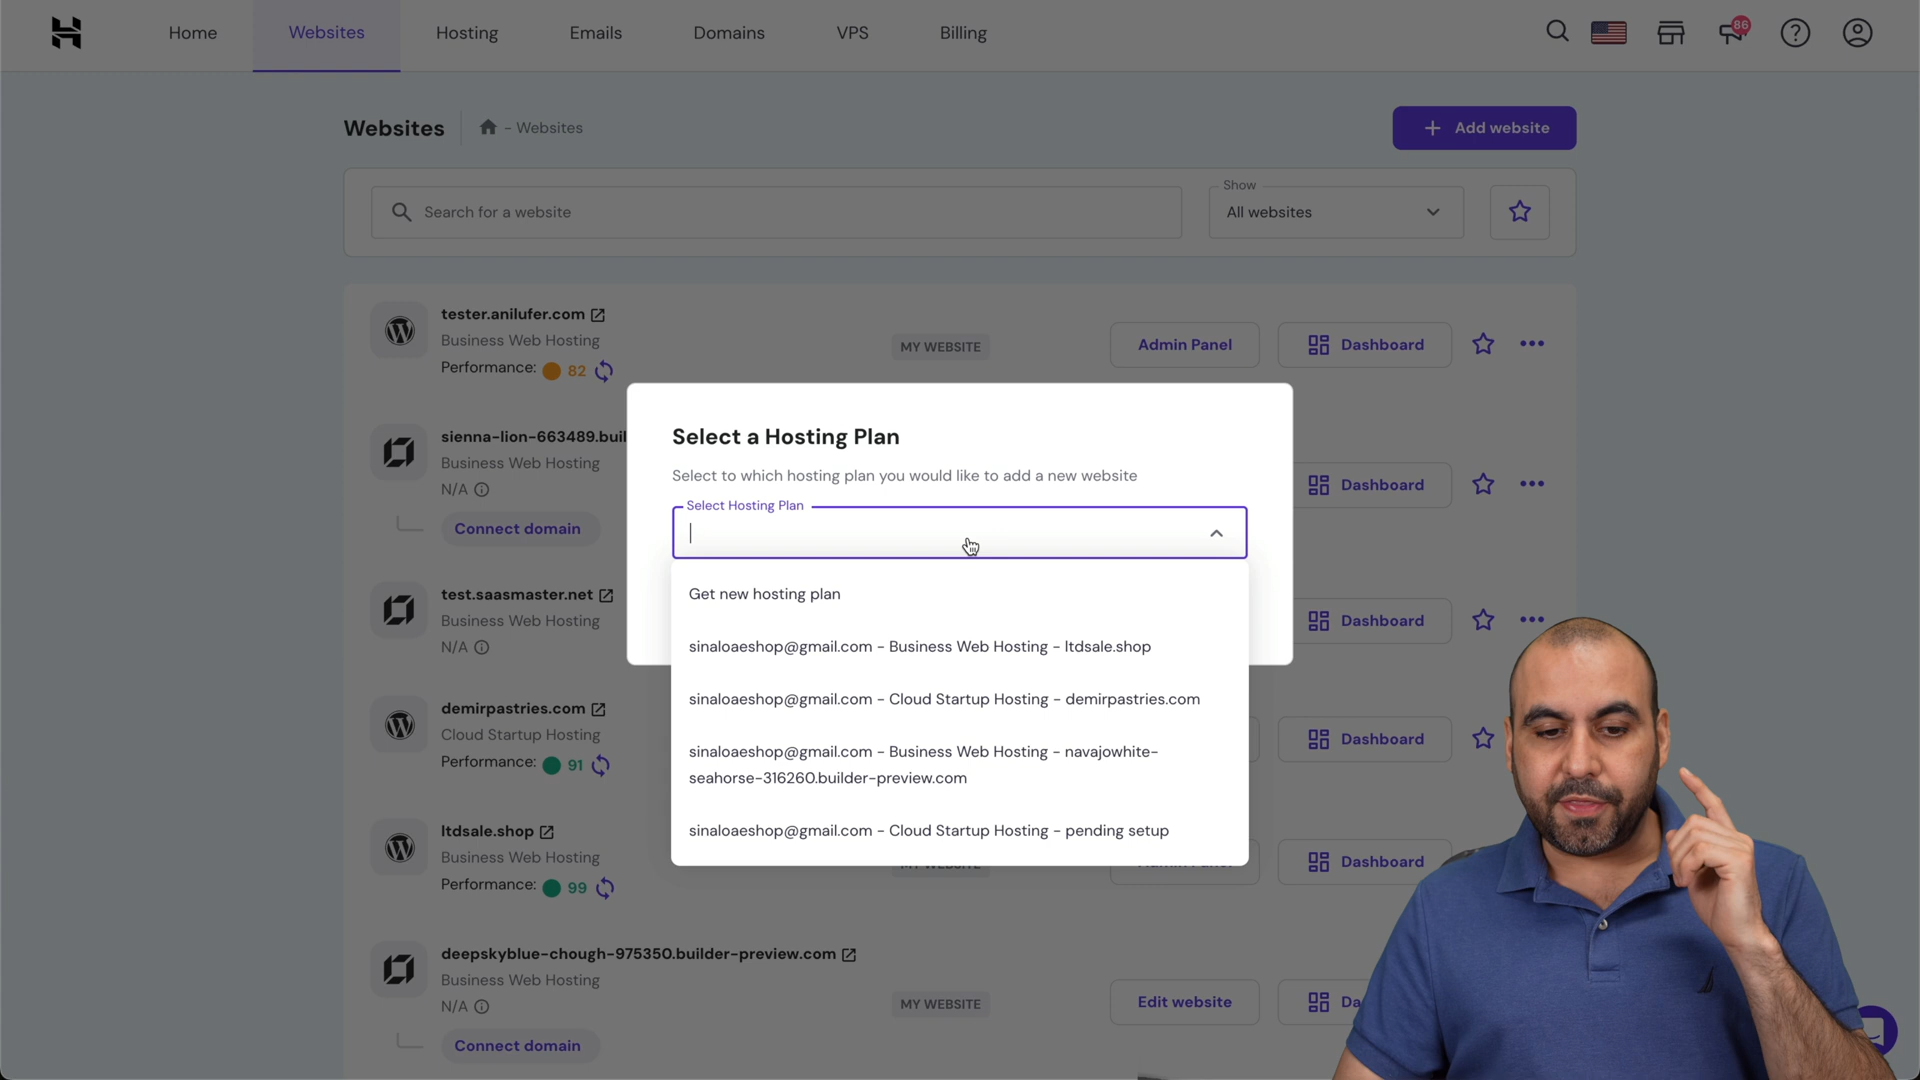 Home
Websites
Hosting
Emails
Domains
VPS
Billing
86
Websites
- Websites
+ Add website
Search for a website
Show
All websites
tester.anilufer.com
Business Web Hosting
Performance: 82
MY WEBSITE
Admin Panel
Dashboard
sienna-lion-663489.buil
Business Web Hosting
N/A
Connect domain
Dashboard
test.saasmaster.net
Business Web Hosting
N/A
Dashboard
demirpastries.com
Cloud Startup Hosting
Performance: 91
Dashboard
ltdsale.shop
Business Web Hosting
Performance: 99
Dashboard
deepskyblue-chough-975350.builder-preview.com
Business Web Hosting
N/A
MY WEBSITE
Edit website
Da
Connect domain
Select a Hosting Plan
Select to which hosting plan you would like to add a new website
Select Hosting Plan
Get new hosting plan
sinaloaeshop@gmail.com - Business Web Hosting - ltdsale.shop
sinaloaeshop@gmail.com - Cloud Startup Hosting - demirpastries.com
sinaloaeshop@gmail.com - Business Web Hosting - navajowhite-
seahorse-316260.builder-preview.com
sinaloaeshop@gmail.com - Cloud Startup Hosting - pending setup